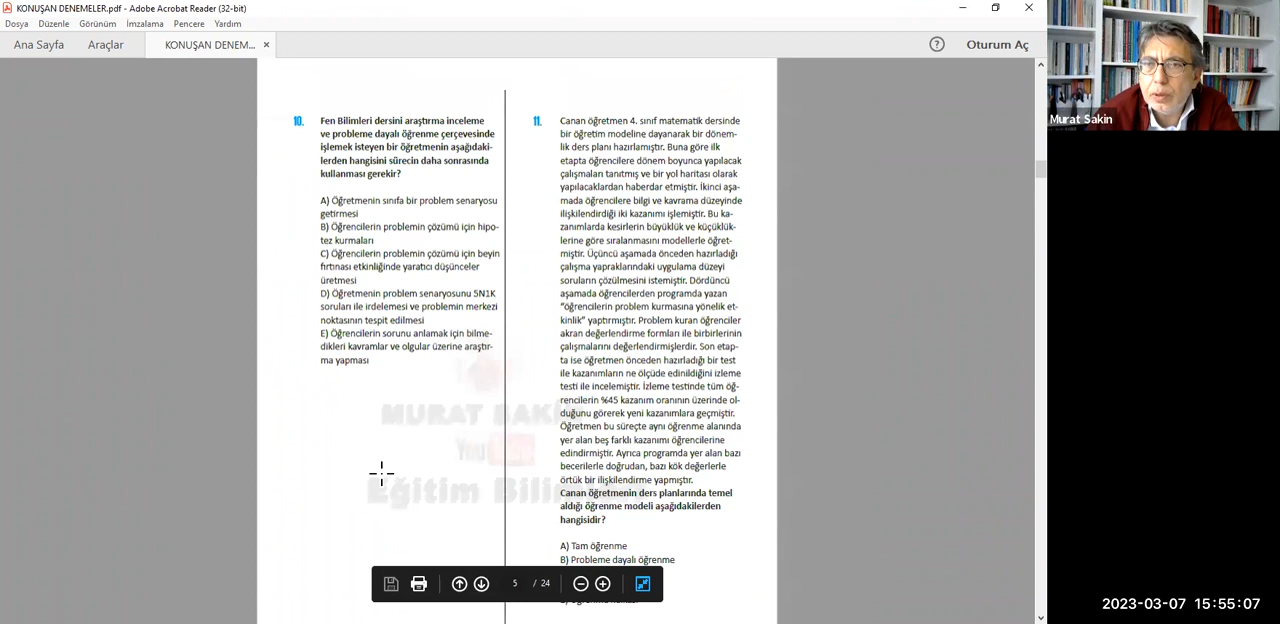 KONUŞAN DENEMELER.pdf - Adobe Acrobat Reader (32-bit)
Dosya Düzenle Görünüm İmzalama Pencere Yardım
Ana Sayfa Araçlar KONUŞAN DENEM... × ? Oturum Aç
10. Fen Bilimleri dersini araştırma inceleme
ve probleme dayalı öğrenme çerçevesinde
işlemek isteyen bir öğretmenin aşağıdaki-
lerden hangisini sürecin daha sonrasında
kullanması gerekir?
A) Öğretmenin sınıfa bir problem senaryosu
getirmesi
B) Öğrencilerin problemin çözümü için hipo-
tez kurmaları
C) Öğrencilerin problemin çözümü için beyin
fırtınası etkinliğinde yaratıcı düşünceler
üretmesi
D) Öğretmenin problem senaryosunu 5N1K
soruları ile irdelemesi ve problemin merkezi
noktasının tespit edilmesi
E) Öğrencilerin sorunu anlamak için bilme-
dikleri kavramlar ve olgular üzerine araştır-
ma yapması
MURAT SAKİN
You
Eğitim
11. Canan öğretmen 4. sınıf matematik dersinde
bir öğretim modeline dayanarak bir dönem-
lik ders planı hazırlamıştır. Buna göre ilk
etapta öğrencilere dönem boyunca yapılacak
çalışmaları tanıtmış ve bir yol haritası olarak
yapılacaklardan haberdar etmiştir. İkinci aşa-
mada öğrencilere bilgi ve kavrama düzeyinde
ilişkilendirdiği iki kazanımı işlemiştir. Bu ka-
zanımlarda kesirlerin büyüklük ve küçüklük-
lerine göre sıralanmasını modellerle öğret-
miştir. Üçüncü aşamada önceden hazırladığı
çalışma yapraklarındaki uygulama düzeyi
soruların çözülmesini istemiştir. Dördüncü
aşamada öğrencilerden programda yazan
“öğrencilerin problem kurmasına yönelik et-
kinlik” yaptırmıştır. Problem kuran öğrenciler
akran değerlendirme formları ile birbirlerinin
çalışmalarını değerlendirmişlerdir. Son etap-
ta ise öğretmen önceden hazırladığı bir test
ile kazanımların ne ölçüde edinildiğini izleme
testi ile incelemiştir. İzleme testinde tüm öğ-
rencilerin %45 kazanım oranının üzerinde ol-
duğunu görerek yeni kazanımlara geçmiştir.
Öğretmen bu süreçte aynı öğrenme alanında
yer alan beş farklı kazanımı öğrencilerine
edindirmiştir. Ayrıca programda yer alan bazı
becerilerle doğrudan, bazı kök değerlerle
örtük bir ilişkilendirme yapmıştır.
Canan öğretmenin ders planlarında temel
aldığı öğrenme modeli aşağıdakilerden
hangisidir?
A) Tam öğrenme
B) Probleme dayalı öğrenme
5 / 24
Murat Sakin
2023-03-07 15:55:07